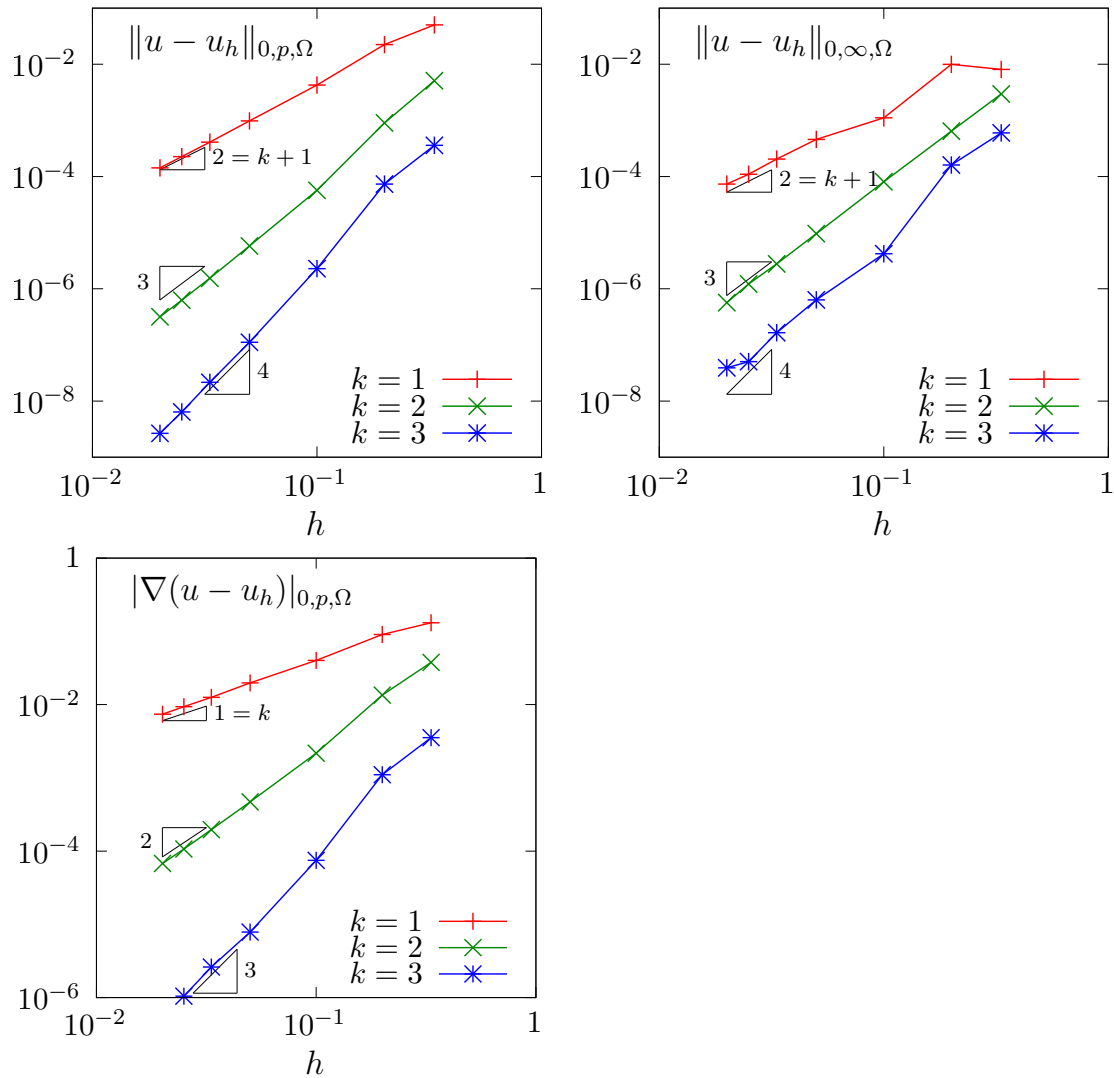 ‖u − u_h‖_{0,p,Ω}
10^{−2}
2 = k + 1
10^{−4}
3
10^{−6}
4
10^{−8}
k = 1
k = 2
k = 3
10^{−2}
10^{−1}
1
h
‖u − u_h‖_{0,∞,Ω}
10^{−2}
2 = k + 1
10^{−4}
3
10^{−6}
4
10^{−8}
k = 1
k = 2
k = 3
10^{−2}
10^{−1}
1
h
1
|∇(u − u_h)|_{0,p,Ω}
10^{−2}
1 = k
2
10^{−4}
3
k = 1
k = 2
k = 3
10^{−6}
10^{−2}
10^{−1}
1
h